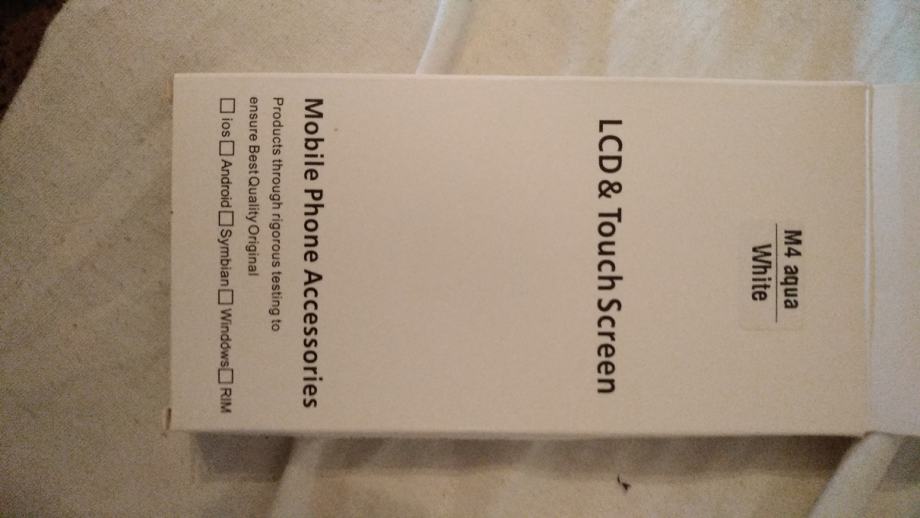 M4 aqua
White
LCD & Touch Screen
Mobile Phone Accessories
Products through rigorous testing to
ensure Best Quality Original
☐ ios ☐ Android ☐ Symbian ☐ Windows ☐ RIM